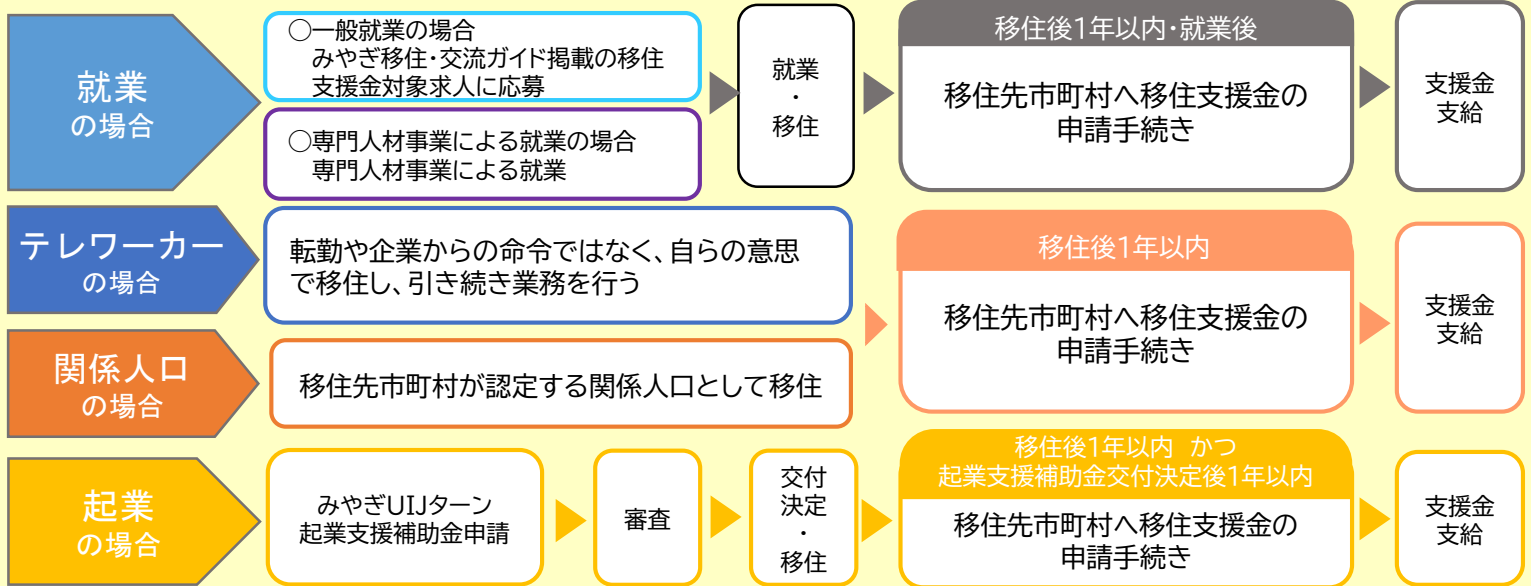 就業
の場合
○一般就業の場合
みやぎ移住・交流ガイド掲載の移住
支援金対象求人に応募
○専門人材事業による就業の場合
専門人材事業による就業
就業
・
移住
移住後1年以内・就業後
移住先市町村へ移住支援金の
申請手続き
支援金
支給
テレワーカー
の場合
転勤や企業からの命令ではなく、自らの意思
で移住し、引き続き業務を行う
関係人口
の場合
移住先市町村が認定する関係人口として移住
移住後1年以内
移住先市町村へ移住支援金の
申請手続き
支援金
支給
起業
の場合
みやぎUIJターン
起業支援補助金申請
審査
交付
決定
・
移住
移住後1年以内 かつ
起業支援補助金交付決定後1年以内
移住先市町村へ移住支援金の
申請手続き
支援金
支給